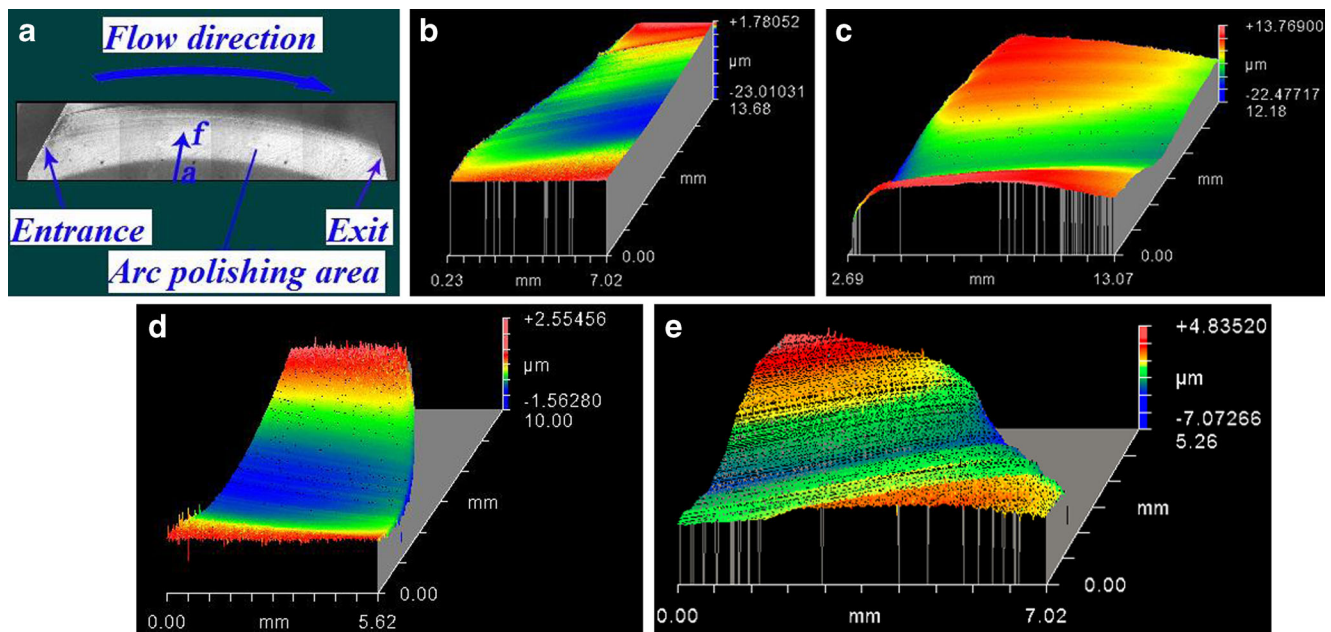 a
Flow direction
f
a
Entrance
Exit
Arc polishing area
b
+1.78052
µm
-23.01031
13.68
mm
0.00
0.23
mm
7.02
c
+13.76900
µm
-22.47717
12.18
mm
0.00
2.69
mm
13.07
d
+2.55456
µm
-1.56280
10.00
mm
0.00
0.00
mm
5.62
e
+4.83520
µm
-7.07266
5.26
mm
0.00
0.00
mm
7.02